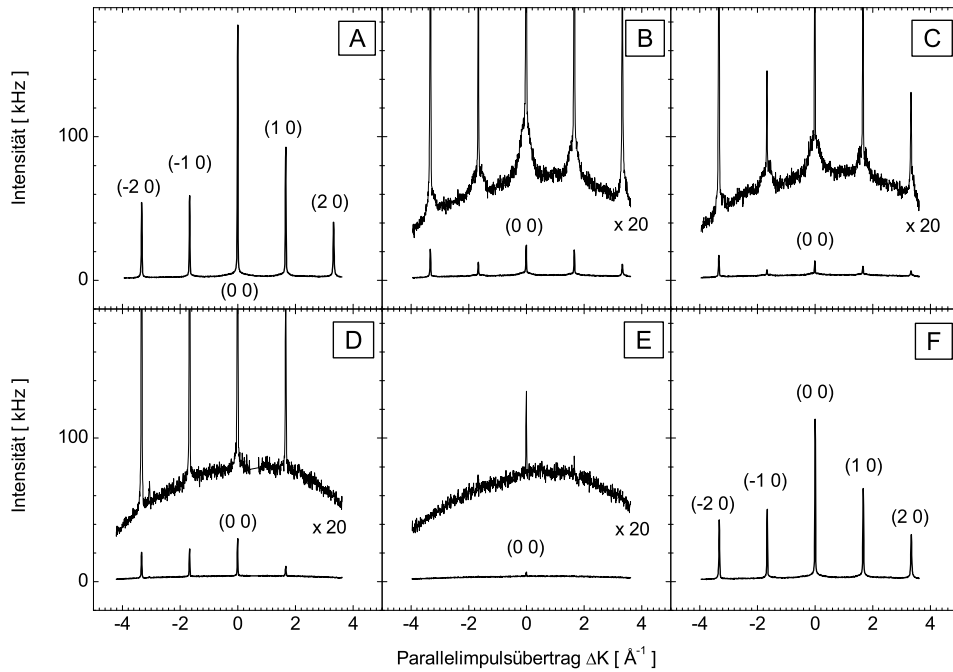 A
B
C
Intensität [ kHz]
100
0
(-2 0)
(-1 0)
(0 0)
(1 0)
(2 0)
(0 0)
x 20
(0 0)
x 20
D
E
F
Intensität [ kHz]
100
0
(0 0)
x 20
(0 0)
x 20
(-2 0)
(-1 0)
(0 0)
(1 0)
(2 0)
-4 -2 0 2 4 -4 -2 0 2 4 -4 -2 0 2 4
Parallelimpulsübertrag ΔK [ Å⁻¹ ]